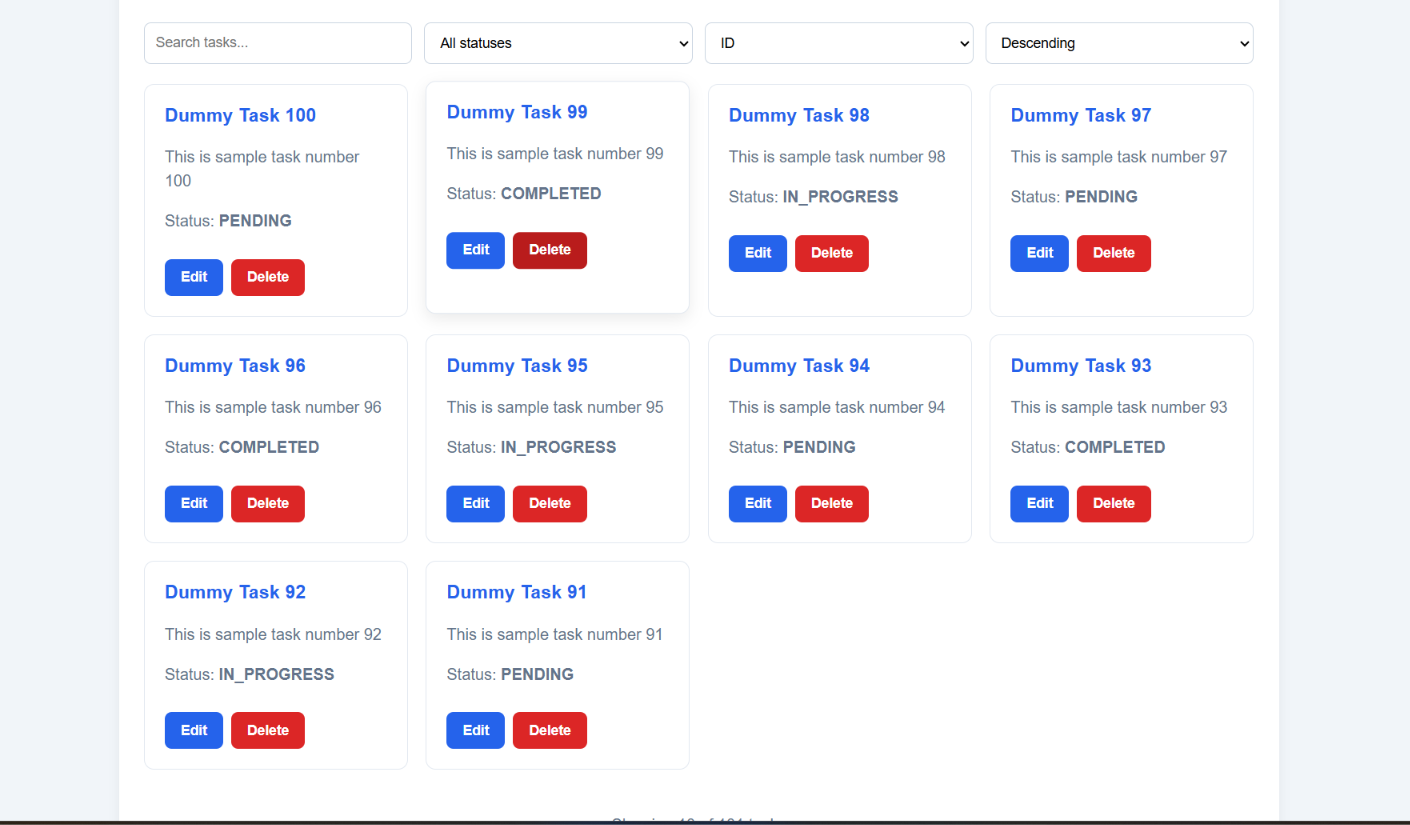 Search tasks...
All statuses
ID
Descending
Dummy Task 100
This is sample task number
100
Status: PENDING
Edit
Delete
Dummy Task 99
This is sample task number 99
Status: COMPLETED
Edit
Delete
Dummy Task 98
This is sample task number 98
Status: IN_PROGRESS
Edit
Delete
Dummy Task 97
This is sample task number 97
Status: PENDING
Edit
Delete
Dummy Task 96
This is sample task number 96
Status: COMPLETED
Edit
Delete
Dummy Task 95
This is sample task number 95
Status: IN_PROGRESS
Edit
Delete
Dummy Task 94
This is sample task number 94
Status: PENDING
Edit
Delete
Dummy Task 93
This is sample task number 93
Status: COMPLETED
Edit
Delete
Dummy Task 92
This is sample task number 92
Status: IN_PROGRESS
Edit
Delete
Dummy Task 91
This is sample task number 91
Status: PENDING
Edit
Delete